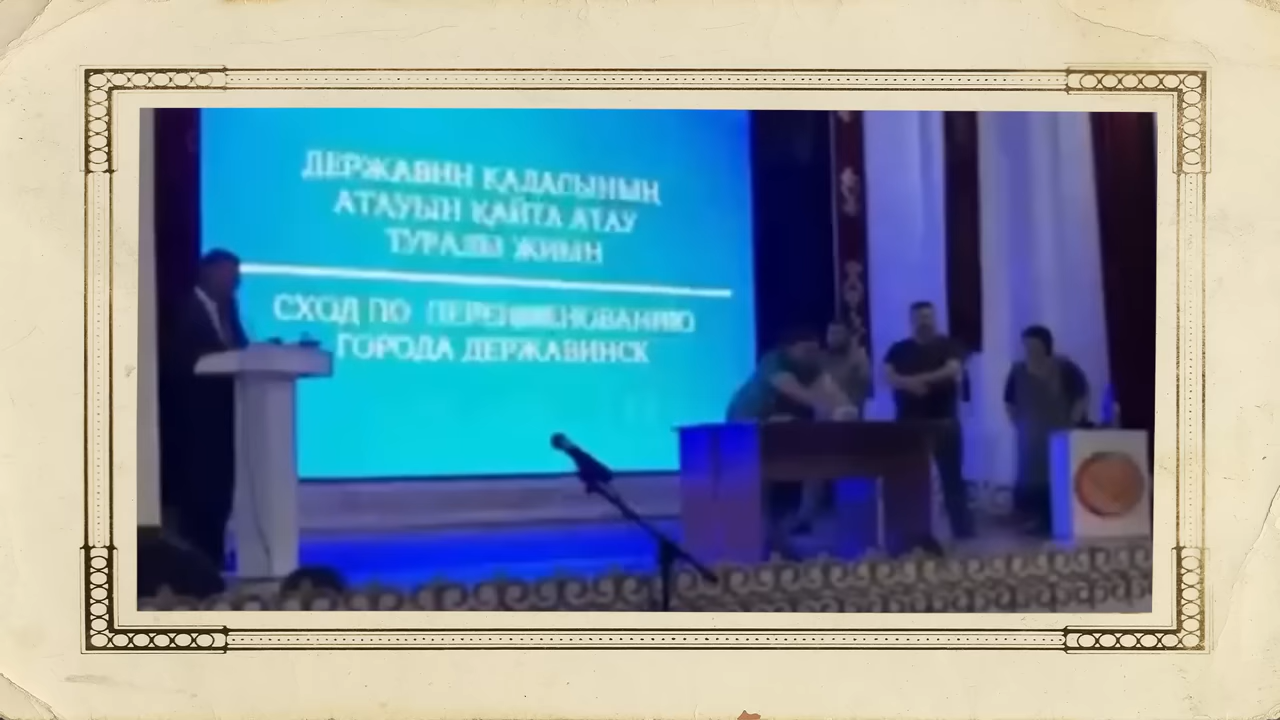 ДЕРЖАВИН ҚАЛАСЫНЫҢ
АТАУЫН ҚАЙТА АТАУ
ТУРАЛЫ ЖИЫН
СХОД ПО ПЕРЕИМЕНОВАНИЮ
ГОРОДА ДЕРЖАВИНСК